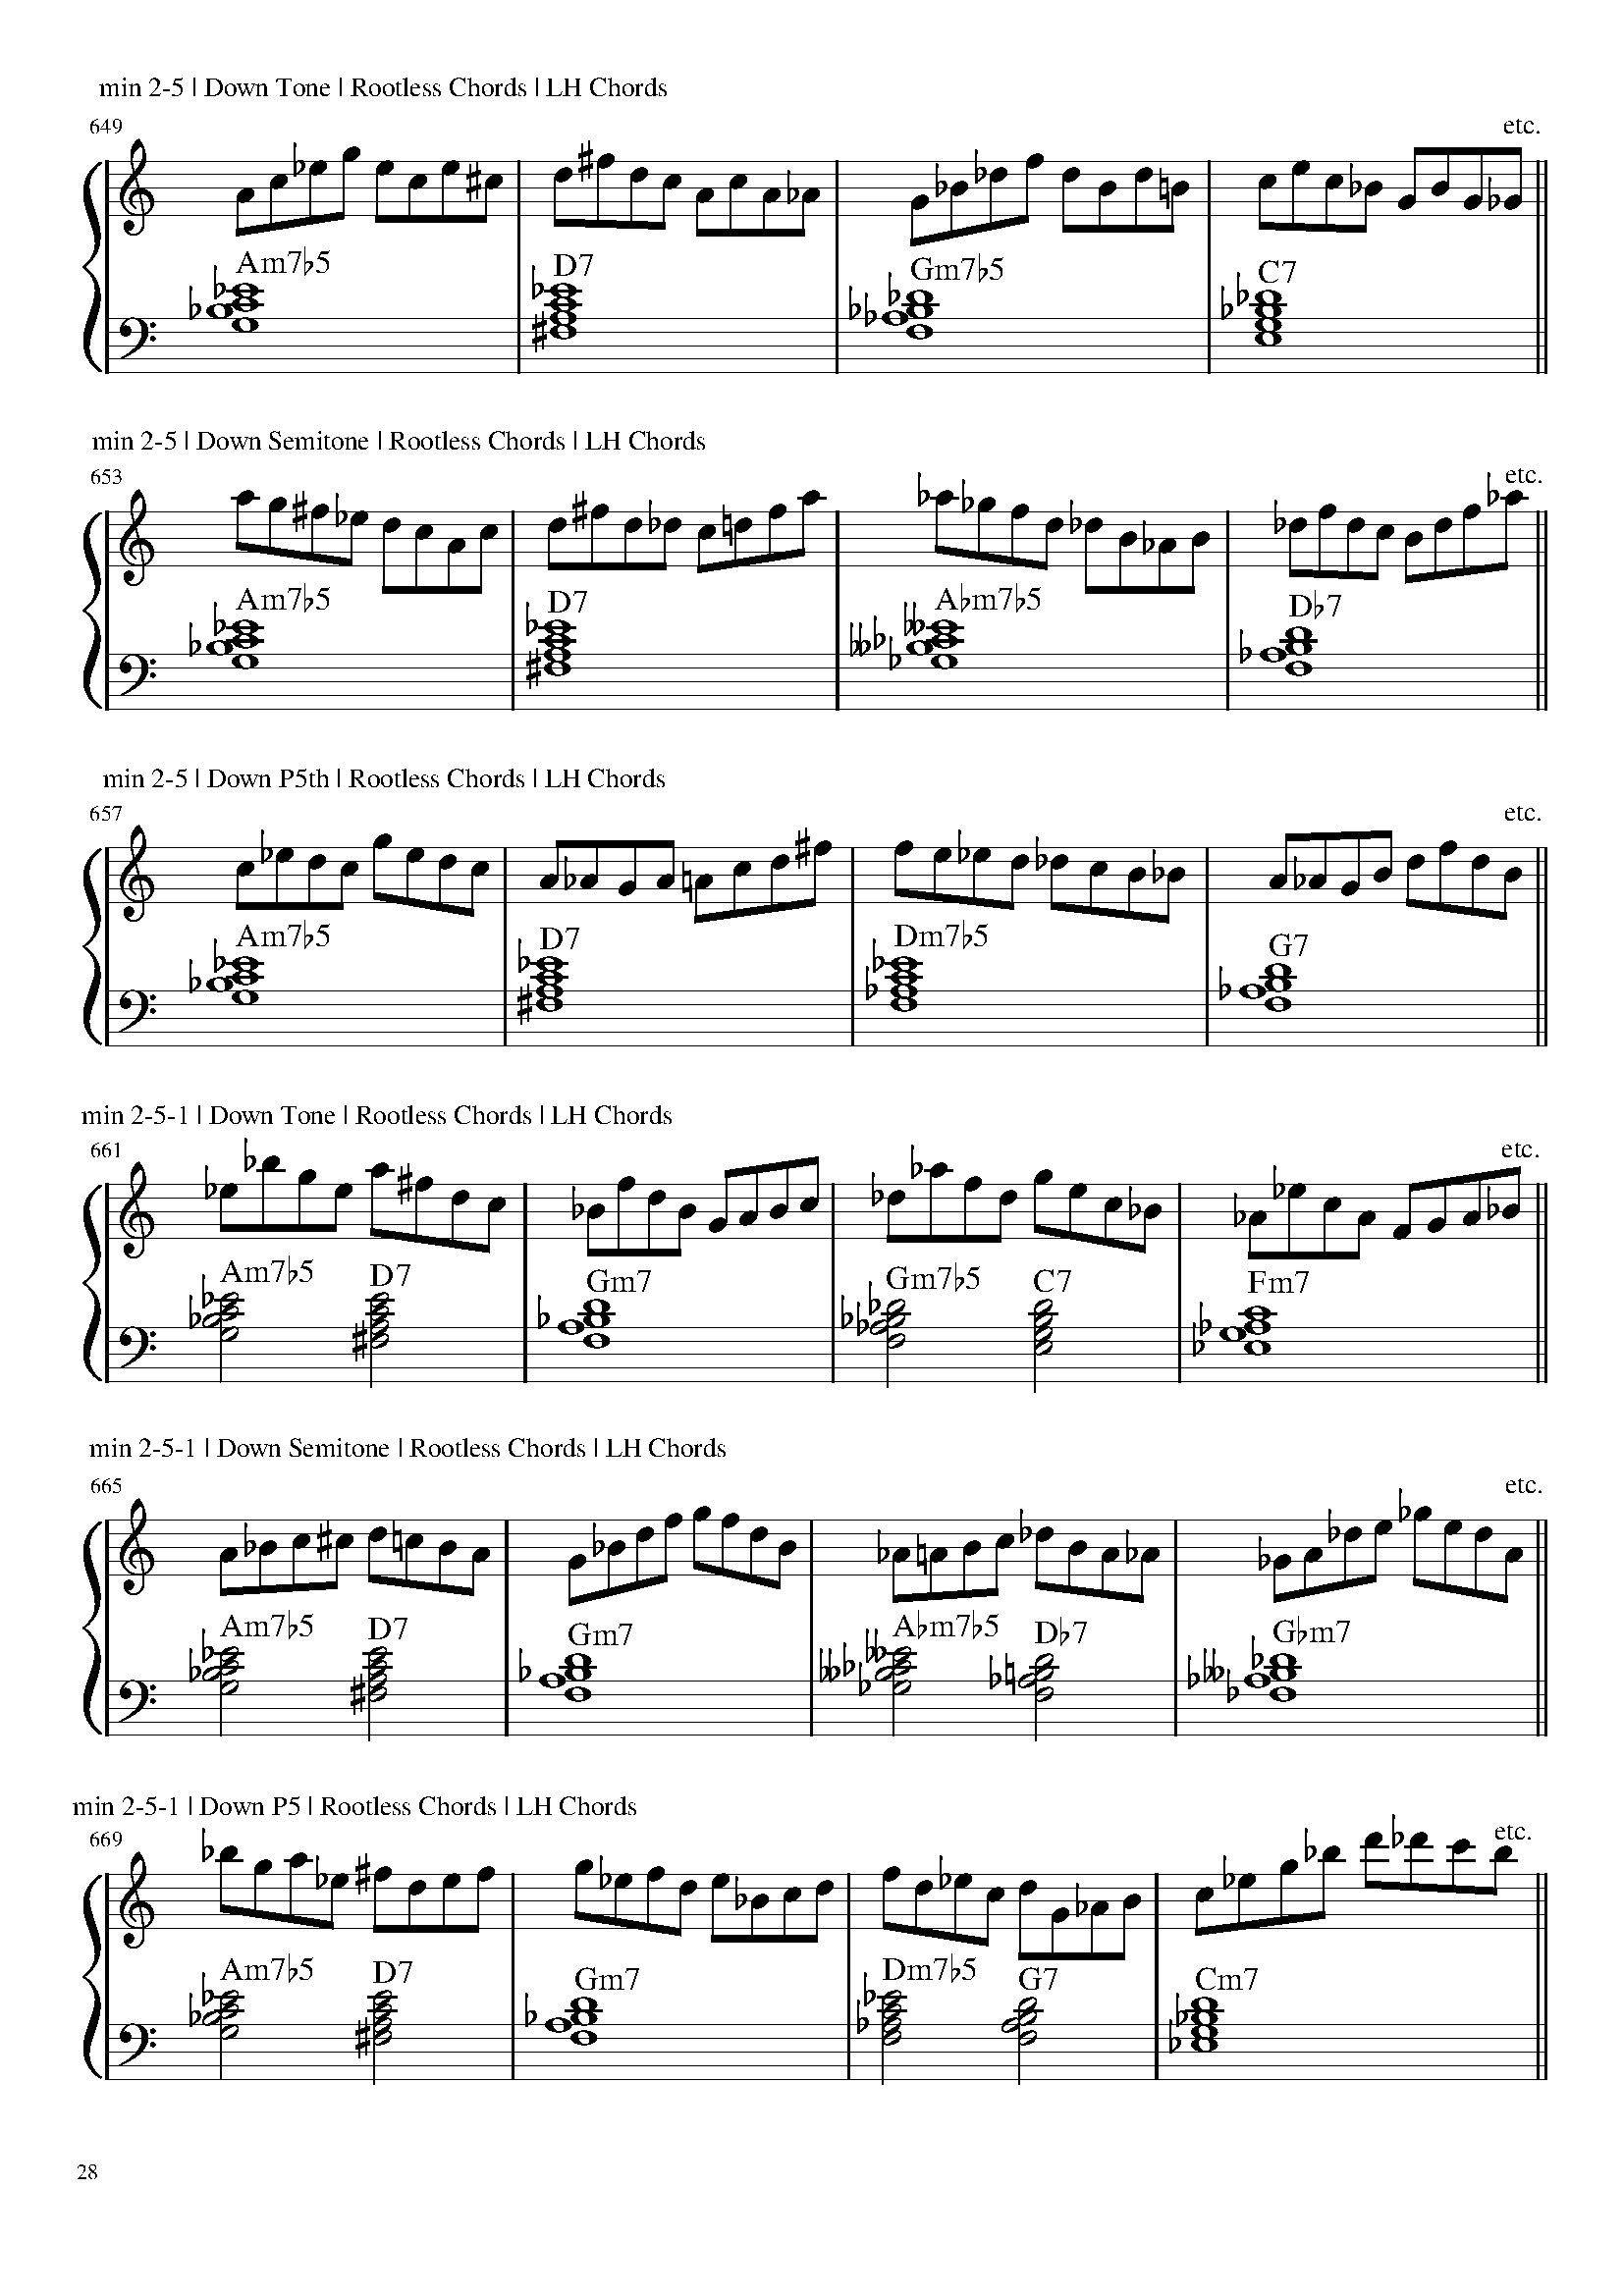 min 2-5 | Down Tone | Rootless Chords | LH Chords
649
etc.
Am7♭5 D7 Gm7♭5 C7
min 2-5 | Down Semitone | Rootless Chords | LH Chords
653
etc.
Am7♭5 D7 A♭m7♭5 D♭7
min 2-5 | Down P5th | Rootless Chords | LH Chords
657
etc.
Am7♭5 D7 Dm7♭5 G7
min 2-5-1 | Down Tone | Rootless Chords | LH Chords
661
etc.
Am7♭5 D7 Gm7 Gm7♭5 C7 Fm7
min 2-5-1 | Down Semitone | Rootless Chords | LH Chords
665
etc.
Am7♭5 D7 Gm7 A♭m7♭5 D♭7 G♭m7
min 2-5-1 | Down P5 | Rootless Chords | LH Chords
669
etc.
Am7♭5 D7 Gm7 Dm7♭5 G7 Cm7
28